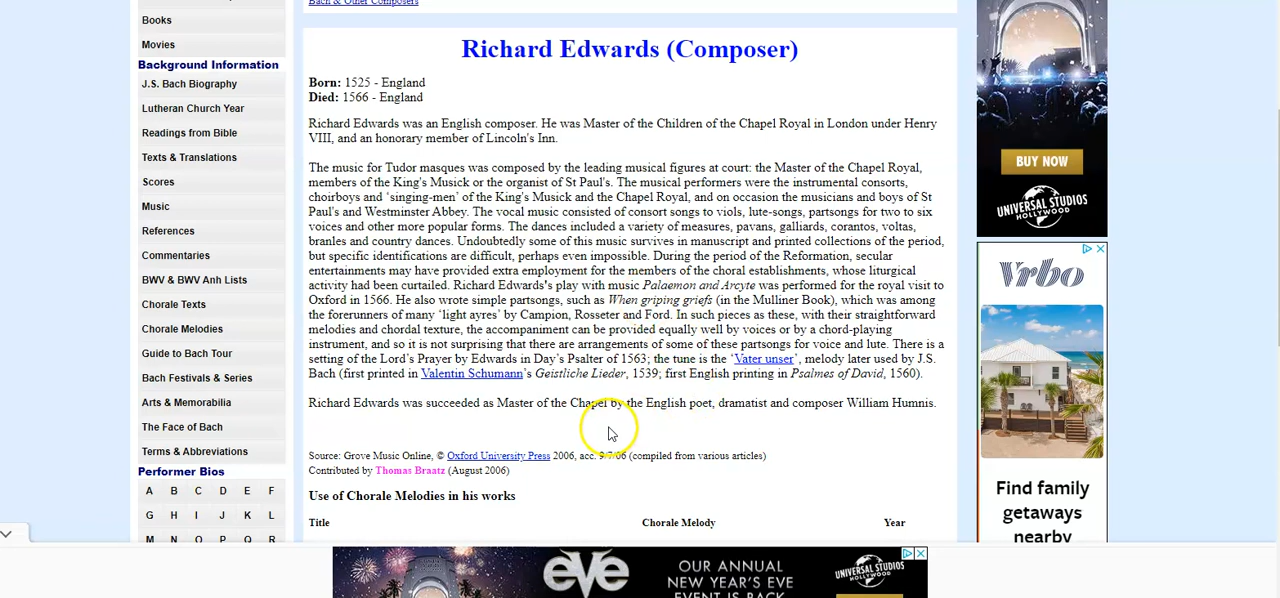 Books
Movies
Background Information
J.S. Bach Biography
Lutheran Church Year
Readings from Bible
Texts & Translations
Scores
Music
References
Commentaries
BWV & BWV Anh Lists
Chorale Texts
Chorale Melodies
Guide to Bach Tour
Bach Festivals & Series
Arts & Memorabilia
The Face of Bach
Terms & Abbreviations
Performer Bios
A B C D E F
G H I J K L
M N O P Q R
Bach & Other Composers
Richard Edwards (Composer)
Born: 1525 - England
Died: 1566 - England
Richard Edwards was an English composer. He was Master of the Children of the Chapel Royal in London under Henry
VIII, and an honorary member of Lincoln's Inn.
The music for Tudor masques was composed by the leading musical figures at court: the Master of the Chapel Royal,
members of the King's Musick or the organist of St Paul's. The musical performers were the instrumental consorts,
choirboys and ‘singing-men’ of the King's Musick and the Chapel Royal, and on occasion the musicians and boys of St
Paul's and Westminster Abbey. The vocal music consisted of consort songs to viols, lute-songs, partsongs for two to six
voices and other more popular forms. The dances included a variety of measures, pavans, galliards, corantos, voltas,
branles and country dances. Undoubtedly some of this music survives in manuscript and printed collections of the period,
but specific identifications are difficult, perhaps even impossible. During the period of the Reformation, secular
entertainments may have provided extra employment for the members of the choral establishments, whose liturgical
activity had been curtailed. Richard Edwards's play with music Palaemon and Arcyte was performed for the royal visit to
Oxford in 1566. He also wrote simple partsongs, such as When griping griefs (in the Mulliner Book), which was among
the forerunners of many ‘light ayres’ by Campion, Rosseter and Ford. In such pieces as these, with their straightforward
melodies and chordal texture, the accompaniment can be provided equally well by voices or by a chord-playing
instrument, and so it is not surprising that there are arrangements of some of these partsongs for voice and lute. There is a
setting of the Lord’s Prayer by Edwards in Day’s Psalter of 1563; the tune is the ‘Vater unser’, melody later used by J.S.
Bach (first printed in Valentin Schumann’s Geistliche Lieder, 1539; first English printing in Psalmes of David, 1560).
Richard Edwards was succeeded as Master of the Chapel by the English poet, dramatist and composer William Humnis.
Source: Grove Music Online, © Oxford University Press 2006, acc. 9/7/06 (compiled from various articles)
Contributed by Thomas Braatz (August 2006)
Use of Chorale Melodies in his works
Title Chorale Melody Year
BUY NOW
UNIVERSAL STUDIOS
HOLLYWOOD
Vrbo
Find family
getaways
nearby
eve
OUR ANNUAL
NEW YEAR'S EVE
EVENT IS BACK
UNIVERSAL STUDIOS
HOLLYWOOD